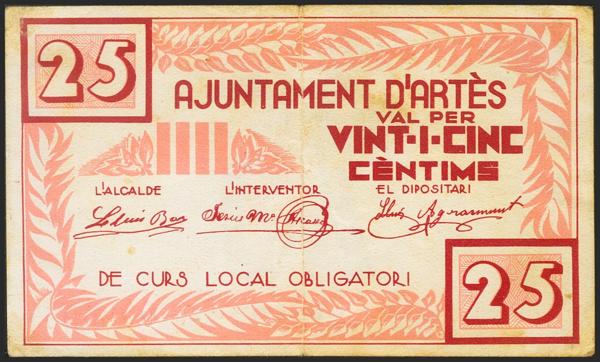 25
AJUNTAMENT D'ARTÈS
VAL PER
VINT-I-CINC
CÈNTIMS
L'ALCALDE L'INTERVENTOR EL DIPOSITARI
DE CURS LOCAL OBLIGATORI
25